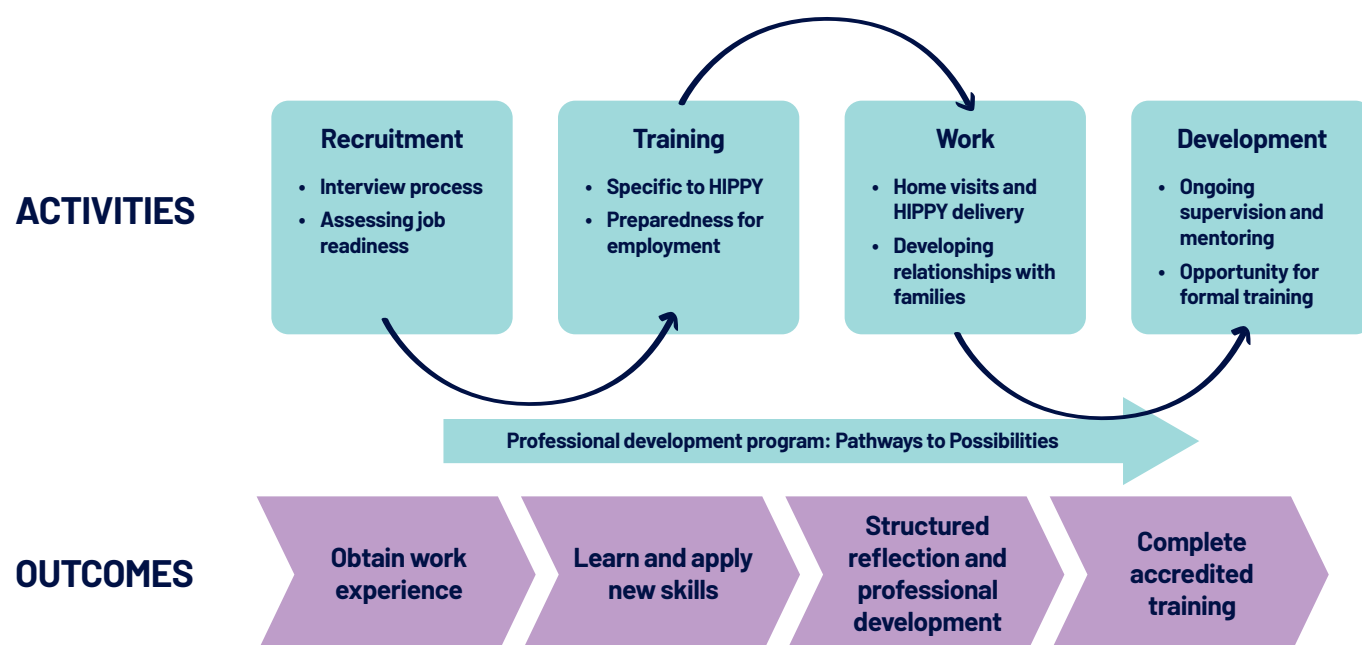 ACTIVITIES
Recruitment
• Interview process
• Assessing job
readiness
Training
• Specific to HIPPY
• Preparedness for
employment
Work
• Home visits and
HIPPY delivery
• Developing
relationships with
families
Development
• Ongoing
supervision and
mentoring
• Opportunity for
formal training
Professional development program: Pathways to Possibilities
OUTCOMES
Obtain work
experience
Learn and apply
new skills
Structured
reflection and
professional
development
Complete
accredited
training